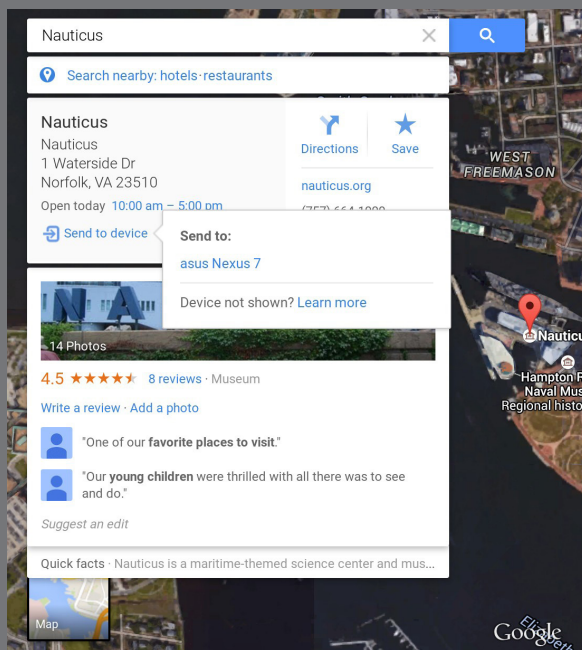 Nauticus
Search nearby: hotels · restaurants
Nauticus
Nauticus
1 Waterside Dr
Norfolk, VA 23510
Open today 10:00 am – 5:00 pm
Send to device
Directions
Save
nauticus.org
Send to:
asus Nexus 7
Device not shown? Learn more
NA
14 Photos
4.5 8 reviews · Museum
Write a review · Add a photo
"One of our favorite places to visit."
"Our young children were thrilled with all there was to see
and do."
Suggest an edit
Quick facts · Nauticus is a maritime-themed science center and mus...
Map
WEST
FREEMASON
Nauticu
Hampton R
Naval Mus
Regional histo
Google
Elizabeth